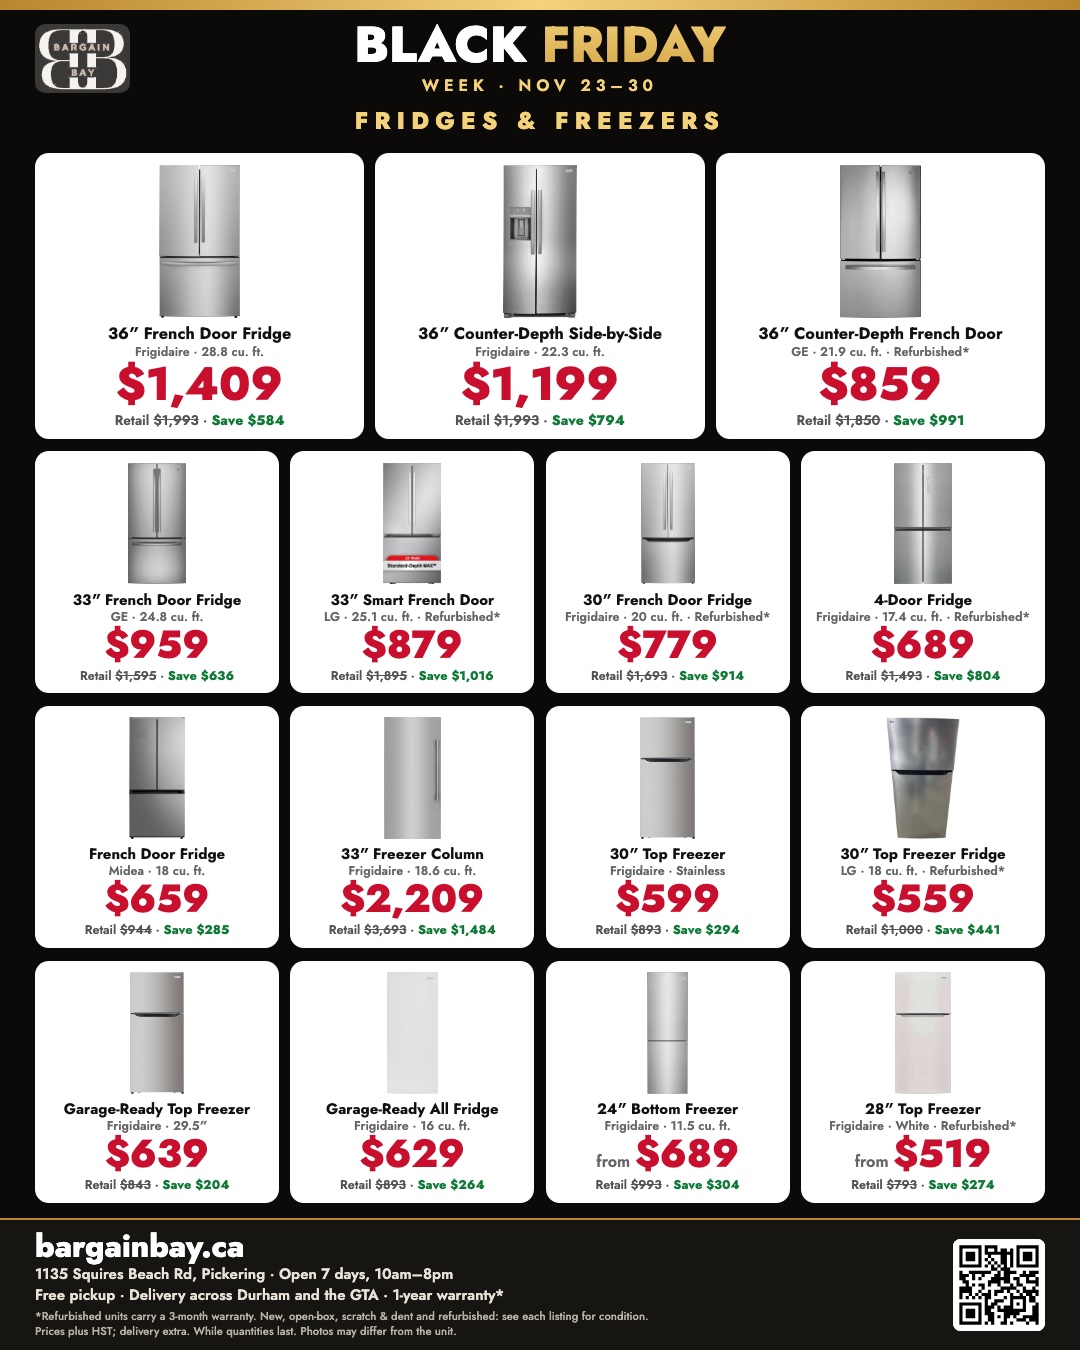 BARGAIN
BAY
BLACK FRIDAY
WEEK · NOV 23–30
FRIDGES & FREEZERS
36” French Door Fridge
Frigidaire · 28.8 cu. ft.
$1,409
Retail $1,993 · Save $584
36” Counter-Depth Side-by-Side
Frigidaire · 22.3 cu. ft.
$1,199
Retail $1,993 · Save $794
36” Counter-Depth French Door
GE · 21.9 cu. ft. · Refurbished*
$859
Retail $1,850 · Save $991
33” French Door Fridge
GE · 24.8 cu. ft.
$959
Retail $1,595 · Save $636
Standard-Depth MAX™
33” Smart French Door
LG · 25.1 cu. ft. · Refurbished*
$879
Retail $1,895 · Save $1,016
30” French Door Fridge
Frigidaire · 20 cu. ft. · Refurbished*
$779
Retail $1,693 · Save $914
4-Door Fridge
Frigidaire · 17.4 cu. ft. · Refurbished*
$689
Retail $1,493 · Save $804
French Door Fridge
Midea · 18 cu. ft.
$659
Retail $944 · Save $285
33” Freezer Column
Frigidaire · 18.6 cu. ft.
$2,209
Retail $3,693 · Save $1,484
30” Top Freezer
Frigidaire · Stainless
$599
Retail $893 · Save $294
30” Top Freezer Fridge
LG · 18 cu. ft. · Refurbished*
$559
Retail $1,000 · Save $441
Garage-Ready Top Freezer
Frigidaire · 29.5”
$639
Retail $843 · Save $204
Garage-Ready All Fridge
Frigidaire · 16 cu. ft.
$629
Retail $893 · Save $264
24” Bottom Freezer
Frigidaire · 11.5 cu. ft.
from $689
Retail $993 · Save $304
28” Top Freezer
Frigidaire · White · Refurbished*
from $519
Retail $793 · Save $274
bargainbay.ca
1135 Squires Beach Rd, Pickering · Open 7 days, 10am–8pm
Free pickup · Delivery across Durham and the GTA · 1-year warranty*
*Refurbished units carry a 3-month warranty. New, open-box, scratch & dent and refurbished: see each listing for condition.
Prices plus HST; delivery extra. While quantities last. Photos may differ from the unit.